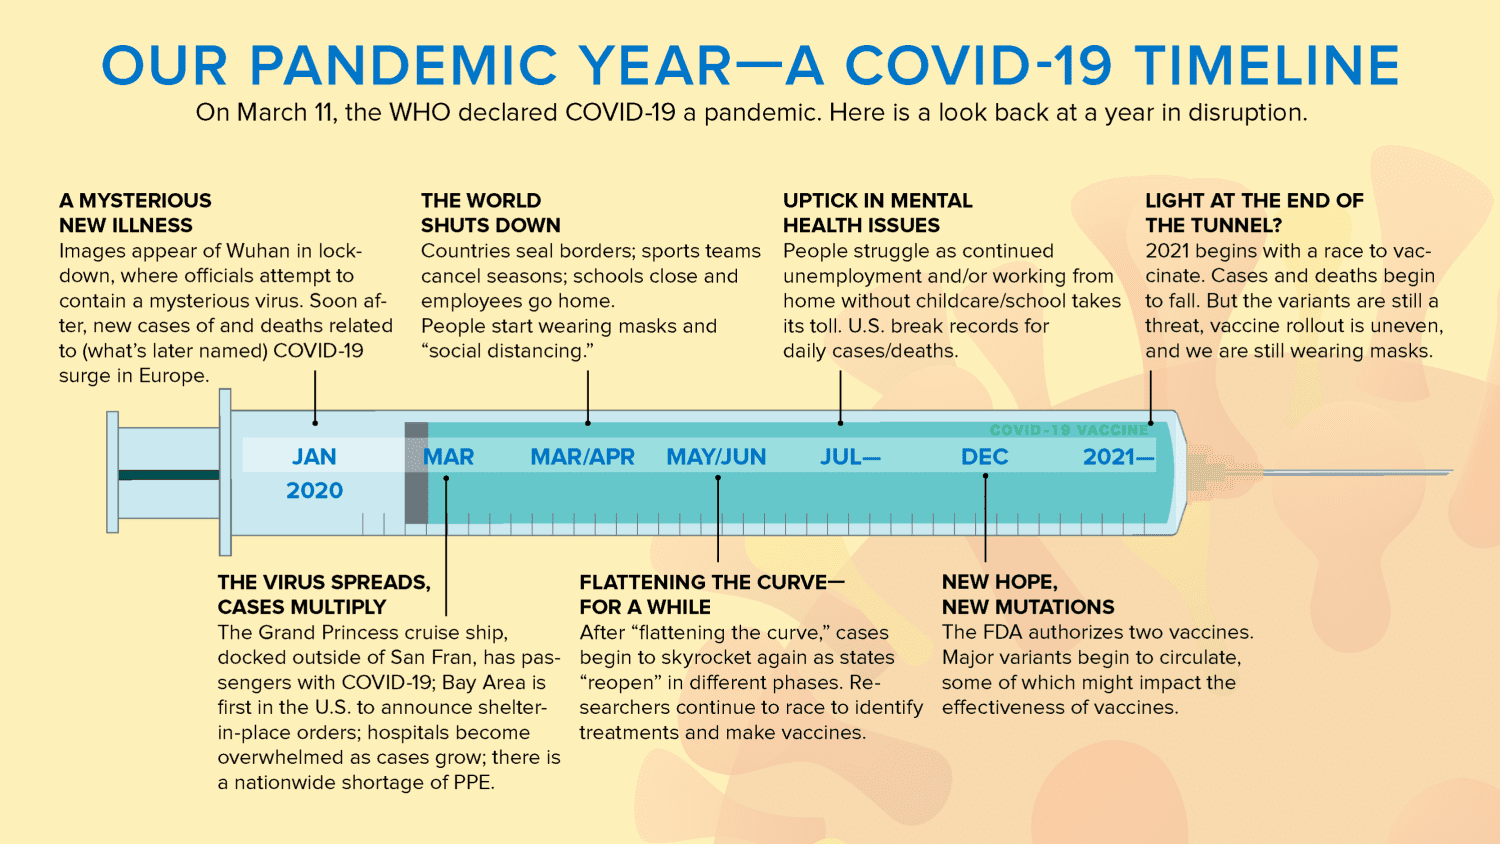 OUR PANDEMIC YEAR—A COVID-19 TIMELINE
On March 11, the WHO declared COVID-19 a pandemic. Here is a look back at a year in disruption.
A MYSTERIOUS
NEW ILLNESS
Images appear of Wuhan in lock-
down, where officials attempt to
contain a mysterious virus. Soon af-
ter, new cases of and deaths related
to (what's later named) COVID-19
surge in Europe.
THE WORLD
SHUTS DOWN
Countries seal borders; sports teams
cancel seasons; schools close and
employees go home.
People start wearing masks and
“social distancing.”
UPTICK IN MENTAL
HEALTH ISSUES
People struggle as continued
unemployment and/or working from
home without childcare/school takes
its toll. U.S. break records for
daily cases/deaths.
LIGHT AT THE END OF
THE TUNNEL?
2021 begins with a race to vac-
cinate. Cases and deaths begin
to fall. But the variants are still a
threat, vaccine rollout is uneven,
and we are still wearing masks.
COVID-19 VACCINE
JAN MAR MAR/APR MAY/JUN JUL— DEC 2021—
2020
THE VIRUS SPREADS,
CASES MULTIPLY
The Grand Princess cruise ship,
docked outside of San Fran, has pas-
sengers with COVID-19; Bay Area is
first in the U.S. to announce shelter-
in-place orders; hospitals become
overwhelmed as cases grow; there is
a nationwide shortage of PPE.
FLATTENING THE CURVE—
FOR A WHILE
After “flattening the curve,” cases
begin to skyrocket again as states
“reopen” in different phases. Re-
searchers continue to race to identify
treatments and make vaccines.
NEW HOPE,
NEW MUTATIONS
The FDA authorizes two vaccines.
Major variants begin to circulate,
some of which might impact the
effectiveness of vaccines.